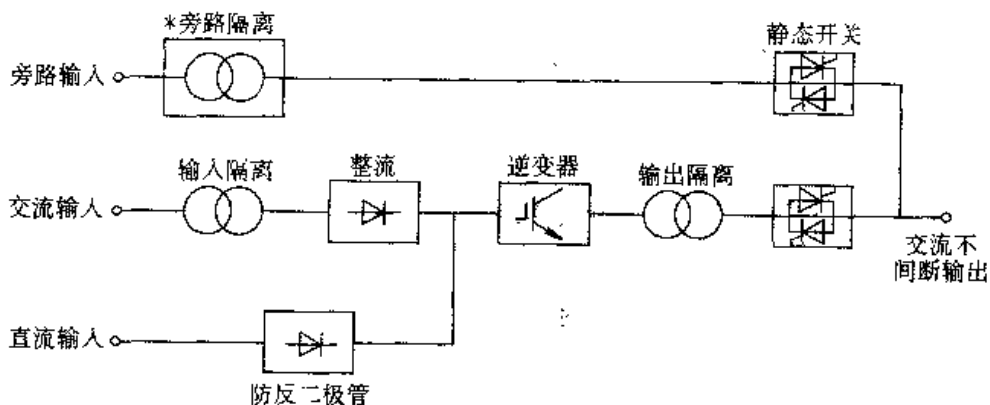 *旁路隔离
静态开关
旁路输入
输入隔离
整流
逆变器
输出隔离
交流输入
交流不
间断输出
直流输入
防反二极管